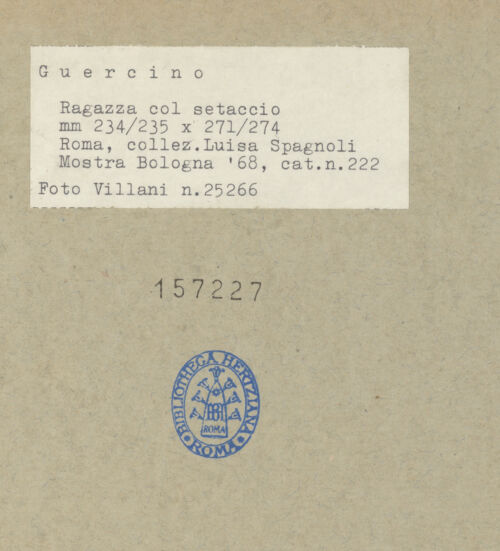 Guercino
Ragazza col setaccio
mm 234/235 x 271/274
Roma, collez.Luisa Spagnoli
Mostra Bologna '68, cat.n.222
Foto Villani n.25266
157227
BIBLIOTHECA HERTZIANA
ROMA
ROMA